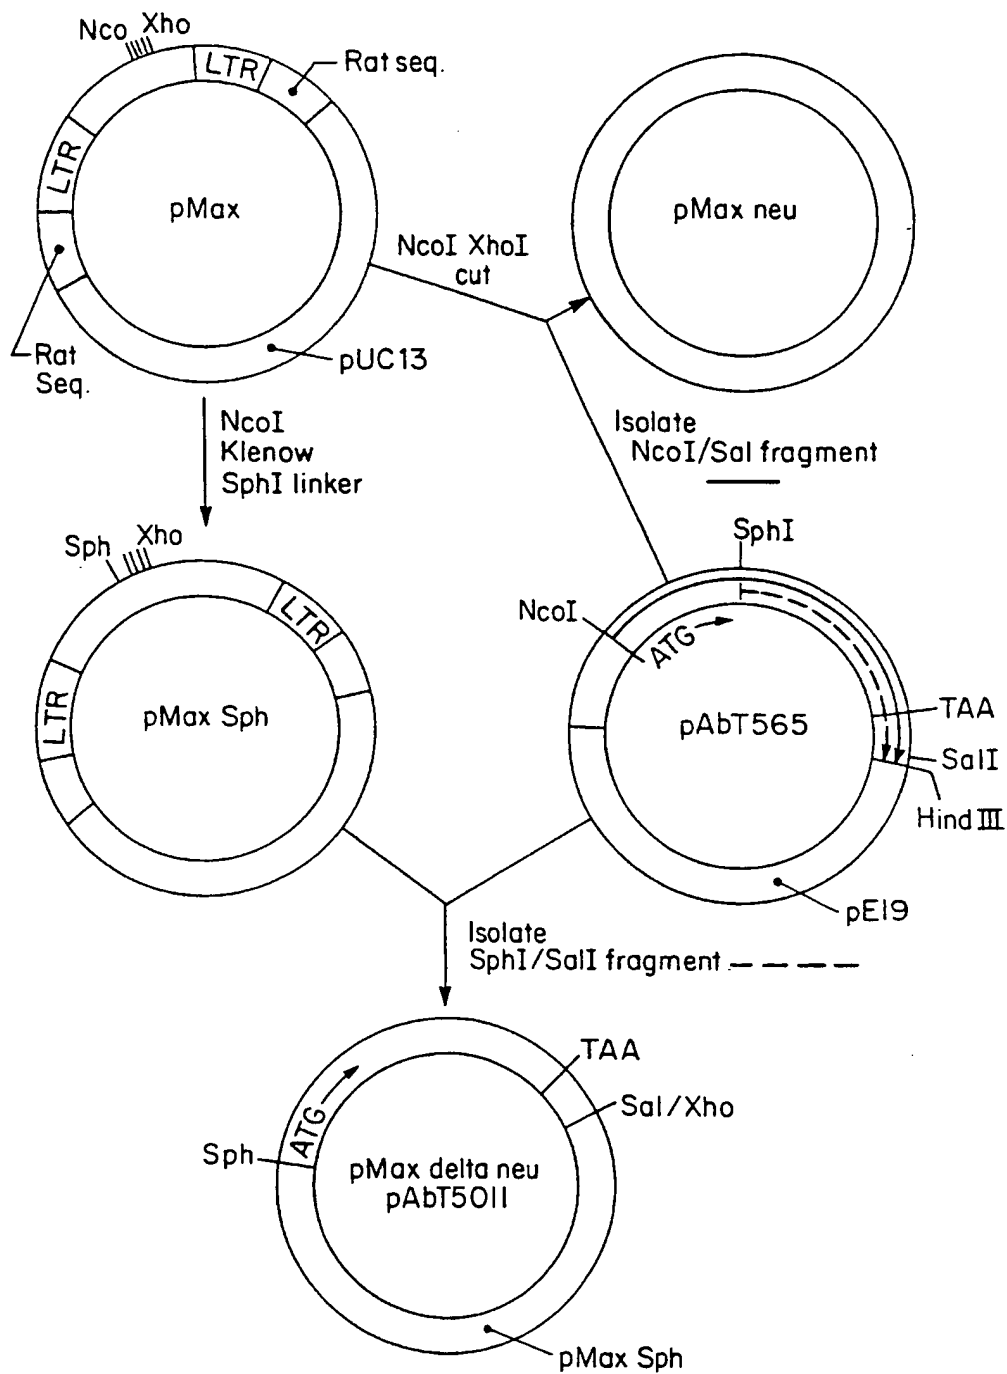 Nco Xho
LTR
Rat seq.
LTR
pMax
pMax neu
NcoI XhoI
cut
Rat
Seq.
pUC13
NcoI
Klenow
SphI linker
Isolate
NcoI/Sal fragment
Sph Xho
SphI
NcoI
ATG
LTR
LTR
pMax Sph
pAbT565
TAA
SalI
Hind III
pE19
Isolate
SphI/SalI fragment
TAA
Sal/Xho
ATG
Sph
pMax delta neu
pAbT5011
pMax Sph